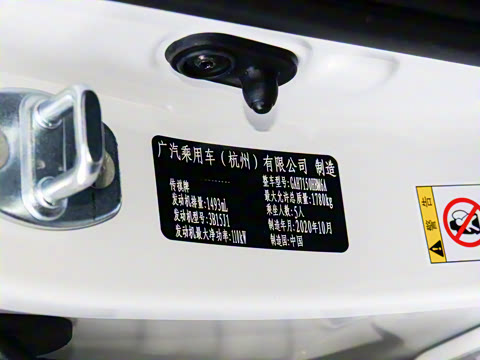 广汽乘用车（杭州）有限公司 制造
传祺牌
整车型号:GAH7150H1M6A
发动机排量:1493mL
最大允许总质量:1780kg
发动机型号:3B15J1
乘坐人数:5人
发动机最大净功率:110kW
制造年月:2020年10月
制造国:中国
警告